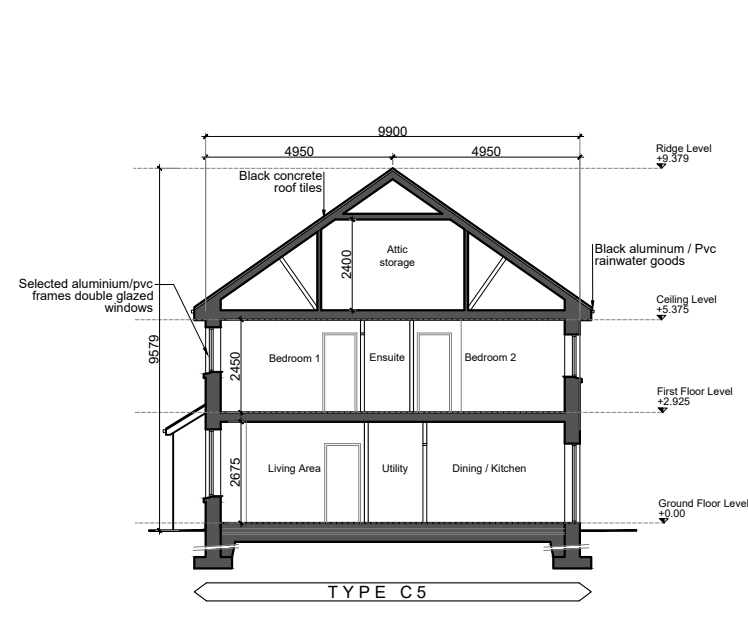 9900
4950
4950
Ridge Level
+9.379
Black concrete
roof tiles
Attic
storage
2400
Black aluminum / Pvc
rainwater goods
Selected aluminium/pvc
frames double glazed
windows
Ceiling Level
+5.375
9579
2450
Bedroom 1
Ensuite
Bedroom 2
First Floor Level
+2.925
2675
Living Area
Utility
Dining / Kitchen
Ground Floor Level
+0.00
TYPE C5